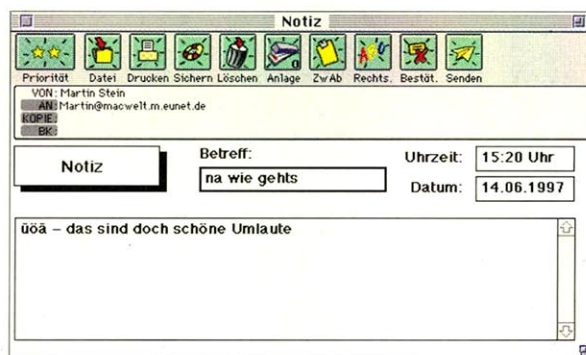 Notiz
Priorität Datei Drucken Sichern Löschen Anlage ZwAb Rechts. Bestät. Senden
VON: Martin Stein
AN: Martin@macwelt.m.eunet.de
KOPIE:
BK:
Notiz
Betreff:
na wie gehts
Uhrzeit: 15:20 Uhr
Datum: 14.06.1997
üöä – das sind doch schöne Umlaute